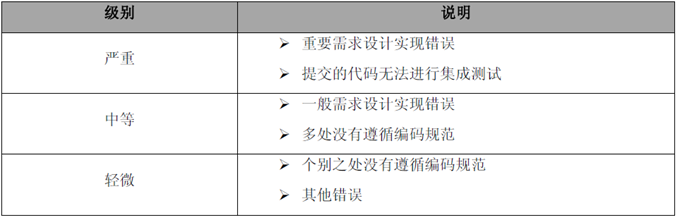 级别 说明
严重
➢ 重要需求设计实现错误
➢ 提交的代码无法进行集成测试
中等
➢ 一般需求设计实现错误
➢ 多处没有遵循编码规范
轻微
➢ 个别之处没有遵循编码规范
➢ 其他错误